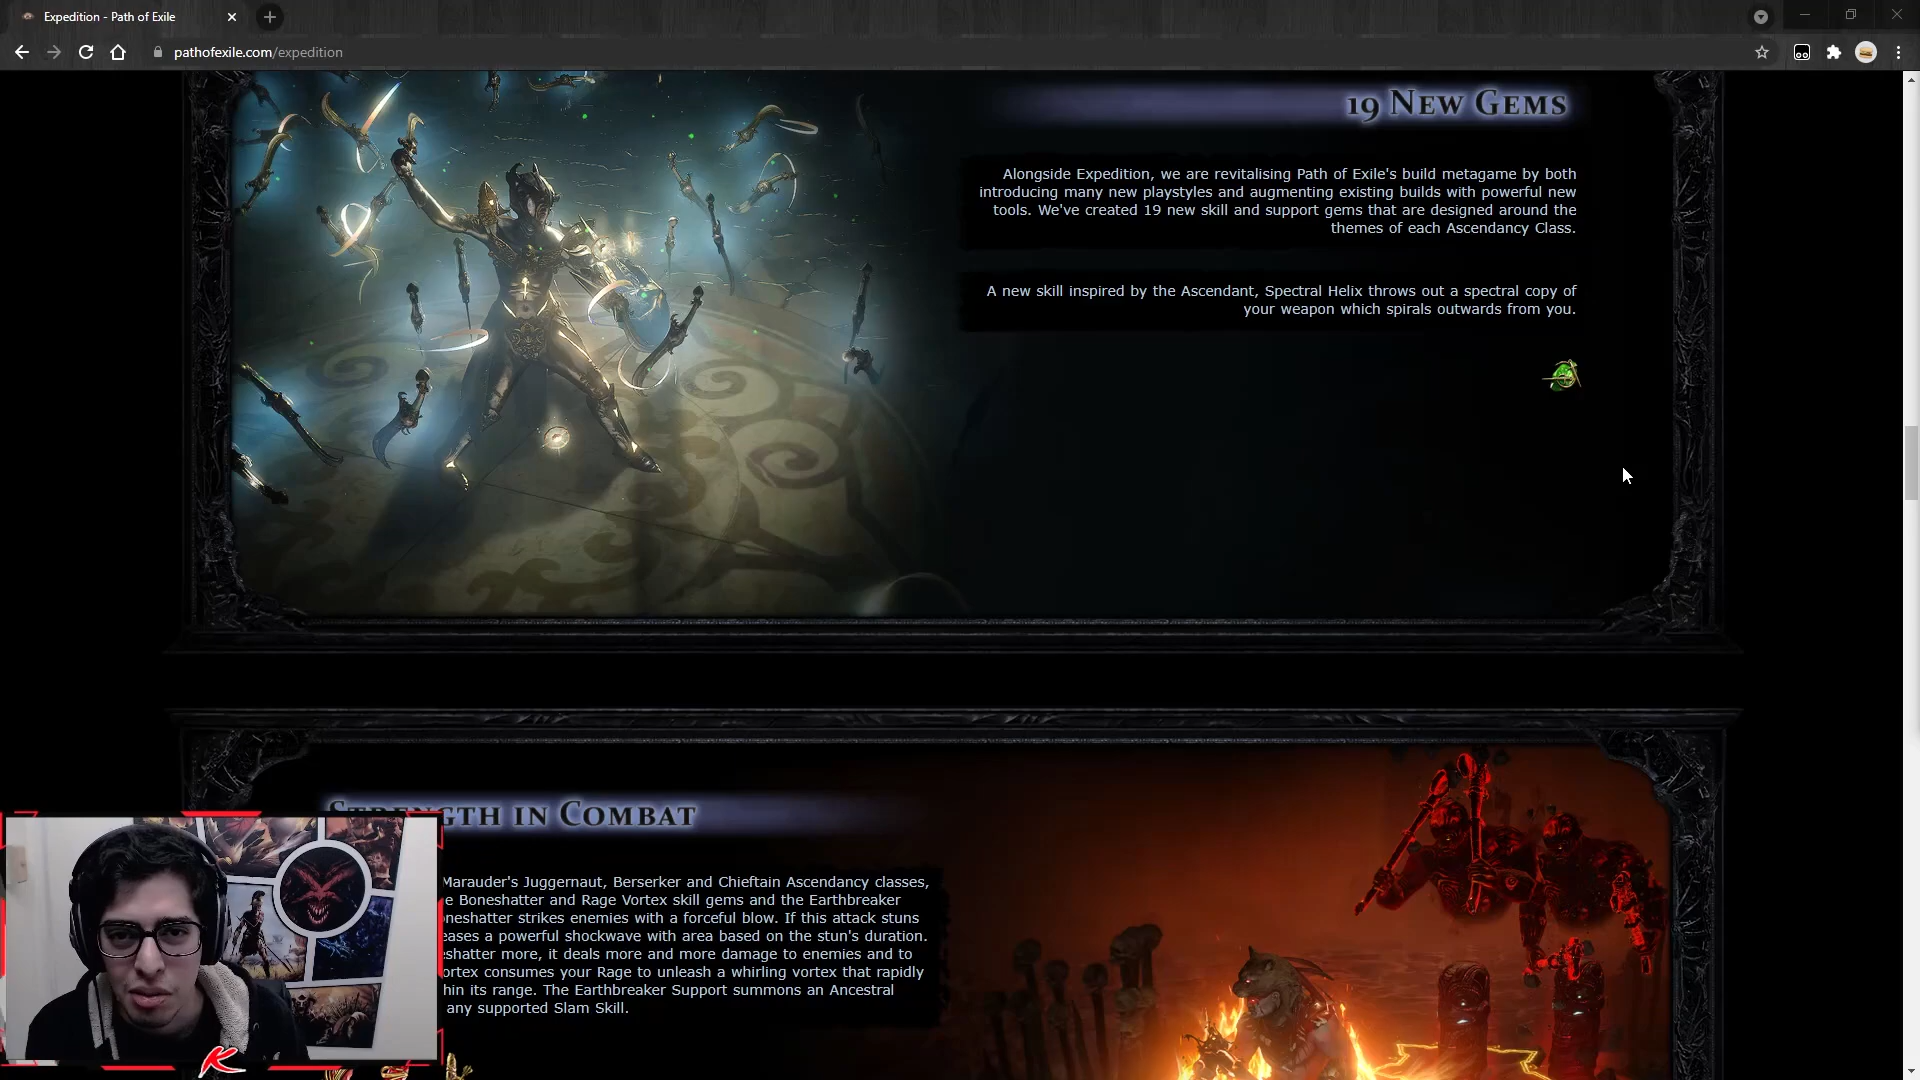 Expedition - Path of Exile
pathofexile.com/expedition
19 New Gems
Alongside Expedition, we are revitalising Path of Exile's build metagame by both
introducing many new playstyles and augmenting existing builds with powerful new
tools. We've created 19 new skill and support gems that are designed around the
themes of each Ascendancy Class.
A new skill inspired by the Ascendant, Spectral Helix throws out a spectral copy of
your weapon which spirals outwards from you.
Strength in Combat
Marauder's Juggernaut, Berserker and Chieftain Ascendancy classes,
Boneshatter and Rage Vortex skill gems and the Earthbreaker
strikes enemies with a forceful blow. If this attack stuns
a powerful shockwave with area based on the stun's duration.
more, it deals more and more damage to enemies and to
consumes your Rage to unleash a whirling vortex that rapidly
its range. The Earthbreaker Support summons an Ancestral
any supported Slam Skill.